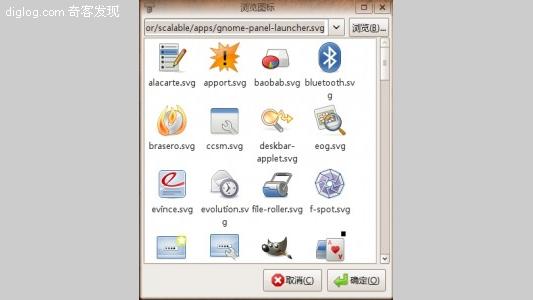 diglog.com 奇客发现
浏览图标
or/scalable/apps/gnome-panel-launcher.svg
浏览(B)...
alacarte.svg
apport.svg
baobab.svg
bluetooth.sv
g
brasero.svg
ccsm.svg
deskbar-
applet.svg
eog.svg
evince.svg
evolution.sv
g
file-roller.svg
f-spot.svg
取消(C)
确定(O)